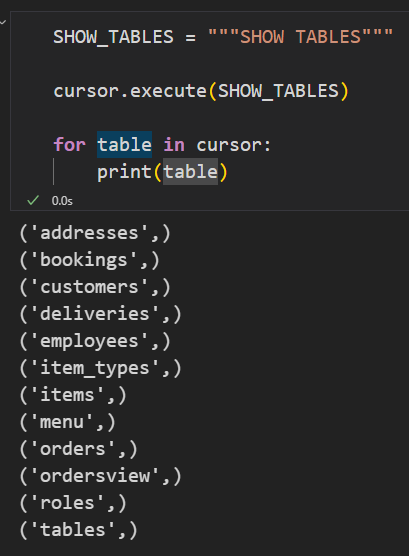 SHOW_TABLES = """SHOW TABLES"""
cursor.execute(SHOW_TABLES)
for table in cursor:
    print(table)
0.0s
('addresses',)
('bookings',)
('customers',)
('deliveries',)
('employees',)
('item_types',)
('items',)
('menu',)
('orders',)
('ordersview',)
('roles',)
('tables',)